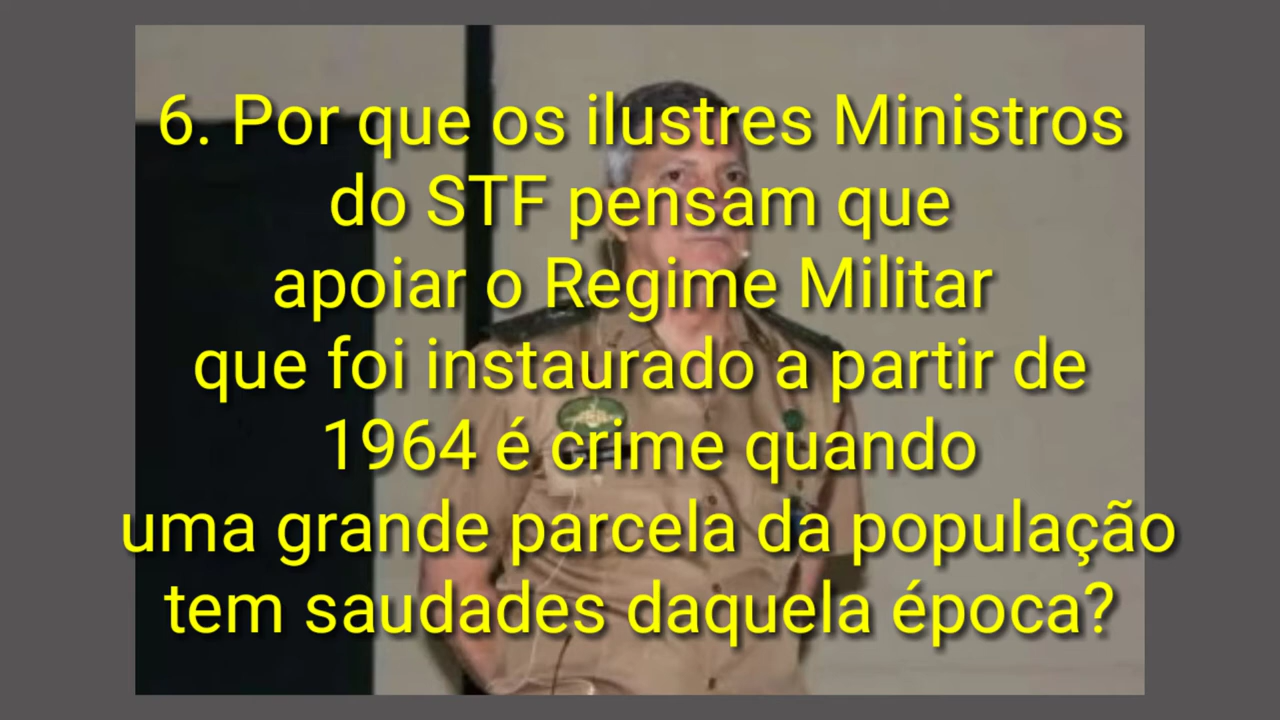 6. Por que os ilustres Ministros
do STF pensam que
apoiar o Regime Militar
que foi instaurado a partir de
1964 é crime quando
uma grande parcela da população
tem saudades daquela época?